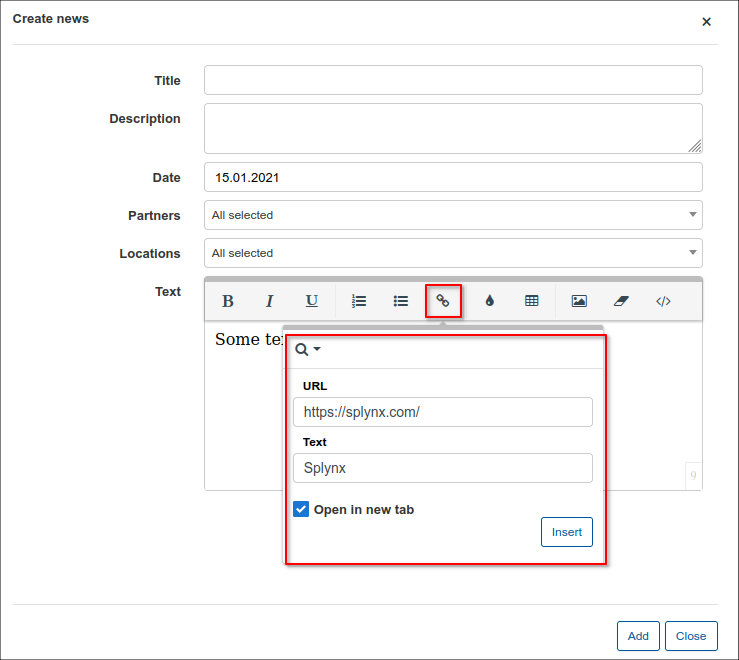 Create news
Title
Description
Date 15.01.2021
Partners All selected
Locations All selected
Text B I U
Some te
URL
https://splynx.com/
Text
Splynx
9
Open in new tab
Insert
Add Close